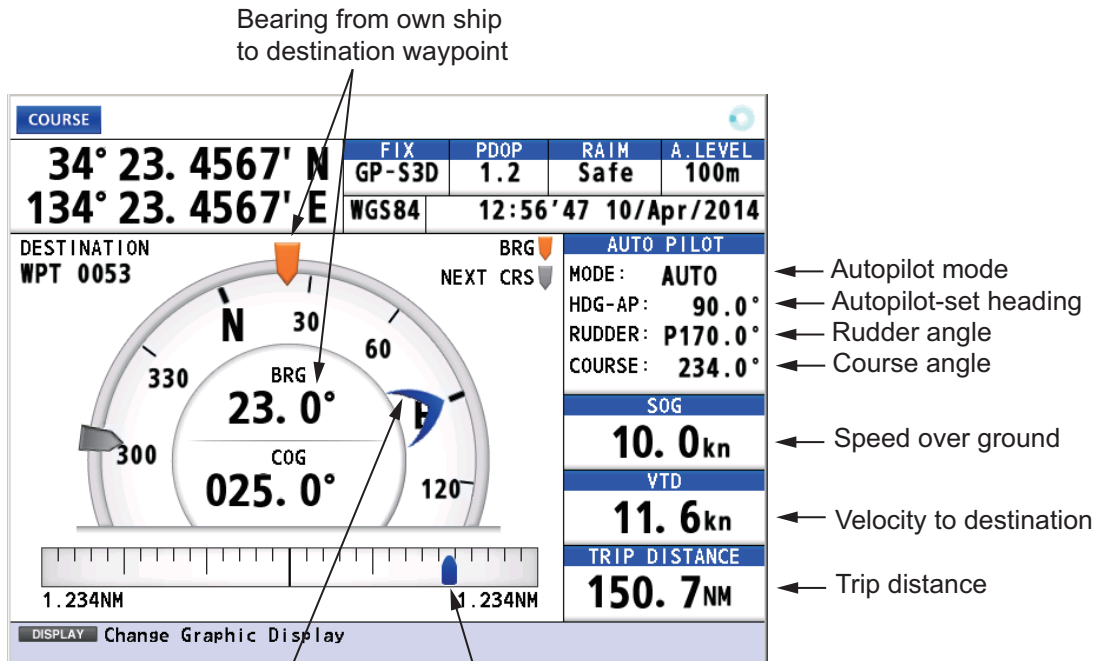 Bearing from own ship
to destination waypoint
COURSE
34° 23. 4567' N
134° 23. 4567' E
FIX PDOP RAIM A.LEVEL
GP-S3D 1.2 Safe 100m
WGS84 12:56'47 10/Apr/2014
DESTINATION
WPT 0053
BRG
NEXT CRS
N 30 60 E 120 330 300
BRG
23. 0°
COG
025. 0°
1.234NM 1.234NM
AUTO PILOT
MODE: AUTO
HDG-AP: 90.0°
RUDDER: P170.0°
COURSE: 234.0°
SOG
10. 0kn
VTD
11. 6kn
TRIP DISTANCE
150. 7NM
Autopilot mode
Autopilot-set heading
Rudder angle
Course angle
Speed over ground
Velocity to destination
Trip distance
DISPLAY Change Graphic Display